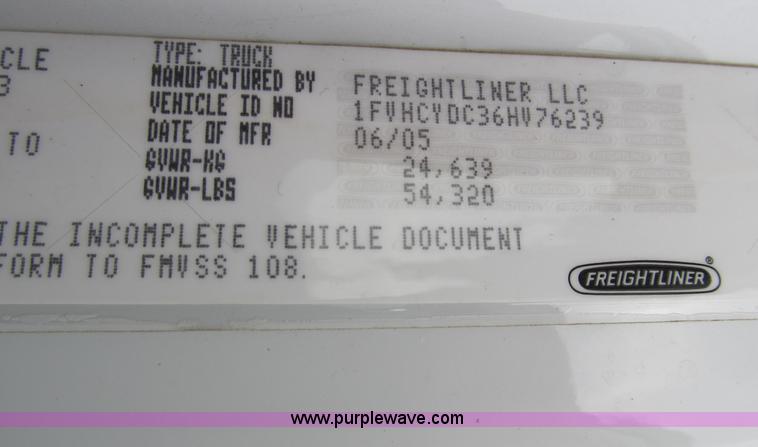 TYPE: TRUCK
CLE MANUFACTURED BY FREIGHTLINER LLC
3 VEHICLE ID NO 1FVHCYDC36HV76239
DATE OF MFR 06/05
TO GVWR-KG 24,639
GVWR-LBS 54,320
THE INCOMPLETE VEHICLE DOCUMENT
FORM TO FMVSS 108.
FREIGHTLINER®
www.purplewave.com